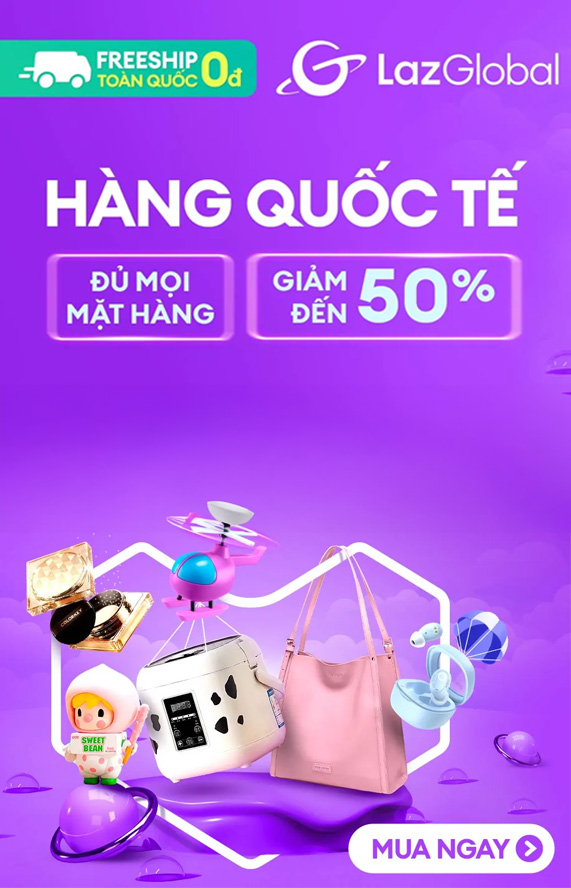 FREESHIP
TOÀN QUỐC 0đ
LazGlobal
HÀNG QUỐC TẾ
ĐỦ MỌI
MẶT HÀNG
GIẢM
ĐẾN 50%
COLORKEY
SWEET
BEAN
MUA NGAY